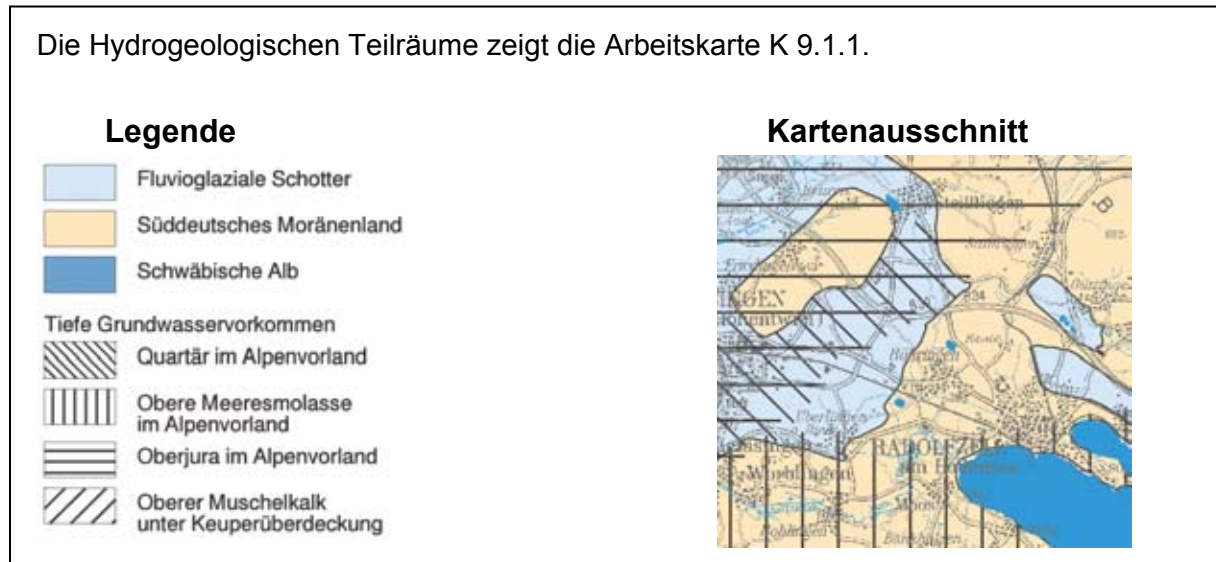 Die Hydrogeologischen Teilräume zeigt die Arbeitskarte K 9.1.1.
Legende
Kartenausschnitt
Fluvioglaziale Schotter
Süddeutsches Moränenland
Schwäbische Alb
Tiefe Grundwasservorkommen
Quartär im Alpenvorland
Obere Meeresmolasse
im Alpenvorland
Oberjura im Alpenvorland
Oberer Muschelkalk
unter Keuperüberdeckung
B
RADOLFZELL
Moos